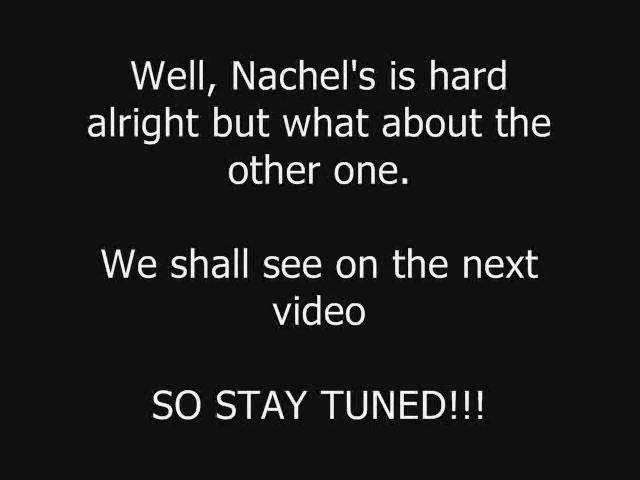 Well, Nachel's is hard
alright but what about the
other one.
We shall see on the next
video
SO STAY TUNED!!!